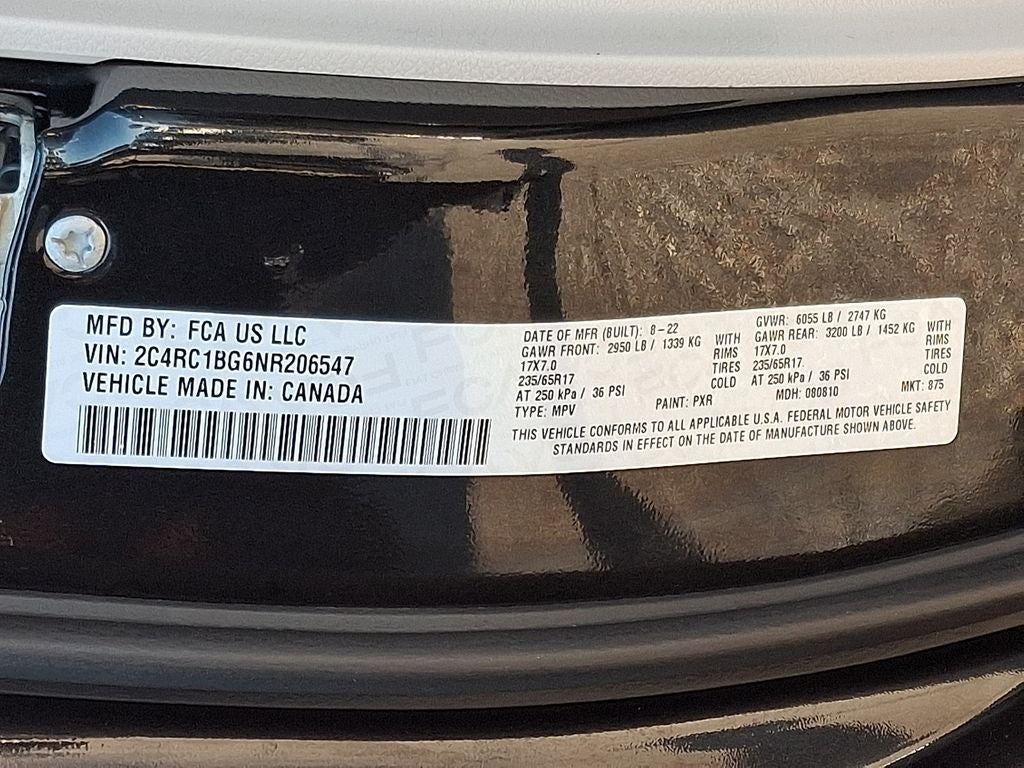 MFD BY: FCA US LLC
VIN: 2C4RC1BG6NR206547
VEHICLE MADE IN: CANADA
DATE OF MFR (BUILT): 8-22
GAWR FRONT: 2950 LB / 1339 KG WITH
17X7.0 RIMS
235/65R17 TIRES
AT 250 kPa / 36 PSI COLD
TYPE: MPV PAINT: PXR
GVWR: 6055 LB / 2747 KG
GAWR REAR: 3200 LB / 1452 KG WITH
17X7.0 RIMS
235/65R17. TIRES
AT 250 kPa / 36 PSI COLD
MDH: 080810 MKT: 875
THIS VEHICLE CONFORMS TO ALL APPLICABLE U.S.A. FEDERAL MOTOR VEHICLE SAFETY
STANDARDS IN EFFECT ON THE DATE OF MANUFACTURE SHOWN ABOVE.